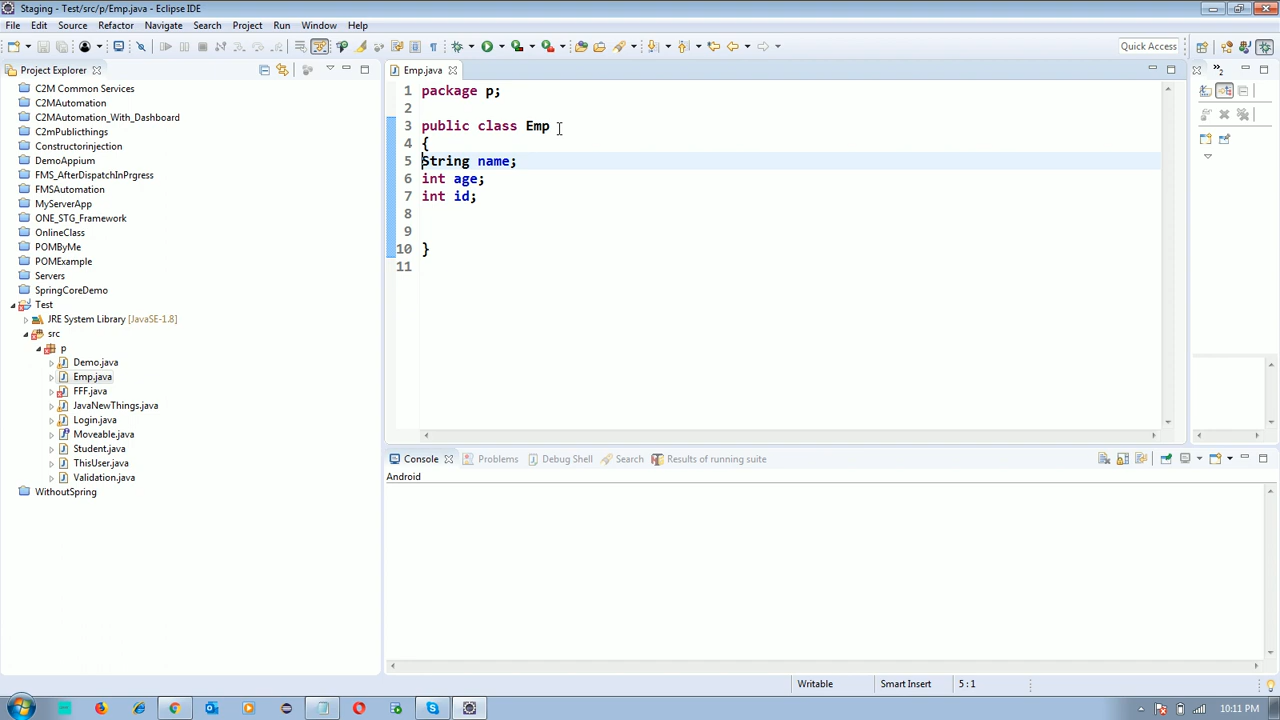 Staging - Test/src/p/Emp.java - Eclipse IDE
File Edit Source Refactor Navigate Search Project Run Window Help
Quick Access
Project Explorer
C2M Common Services
C2MAutomation
C2MAutomation_With_Dashboard
C2mPublicthings
Constructorinjection
DemoAppium
FMS_AfterDispatchInPrgress
FMSAutomation
MyServerApp
ONE_STG_Framework
OnlineClass
POMByMe
POMExample
Servers
SpringCoreDemo
Test
JRE System Library [JavaSE-1.8]
src
p
Demo.java
Emp.java
FFF.java
JavaNewThings.java
Login.java
Moveable.java
Student.java
ThisUser.java
Validation.java
WithoutSpring
Emp.java
1 package p;
2
3 public class Emp
4 {
5 String name;
6 int age;
7 int id;
8
9
10 }
11
2
Console Problems Debug Shell Search Results of running suite
Android
Writable Smart Insert 5 : 1
10:11 PM